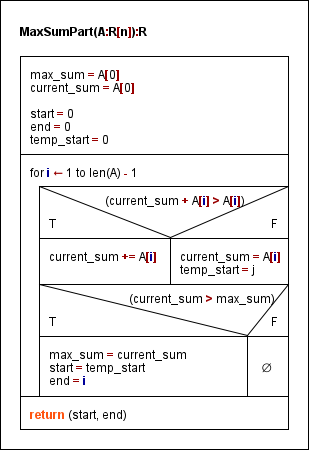 MaxSumPart(A:R[n]):R
max_sum = A[0]
current_sum = A[0]
start = 0
end = 0
temp_start = 0
for i ← 1 to len(A) - 1
(current_sum + A[i] > A[i])
T F
current_sum += A[i]
current_sum = A[i]
temp_start = j
(current_sum > max_sum)
T F
max_sum = current_sum
start = temp_start
end = i
∅
return (start, end)